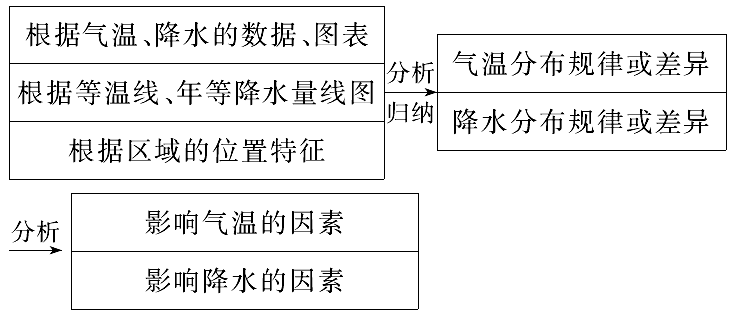 根据气温、降水的数据、图表
根据等温线、年等降水量线图
根据区域的位置特征
分析
归纳
气温分布规律或差异
降水分布规律或差异
分析
影响气温的因素
影响降水的因素